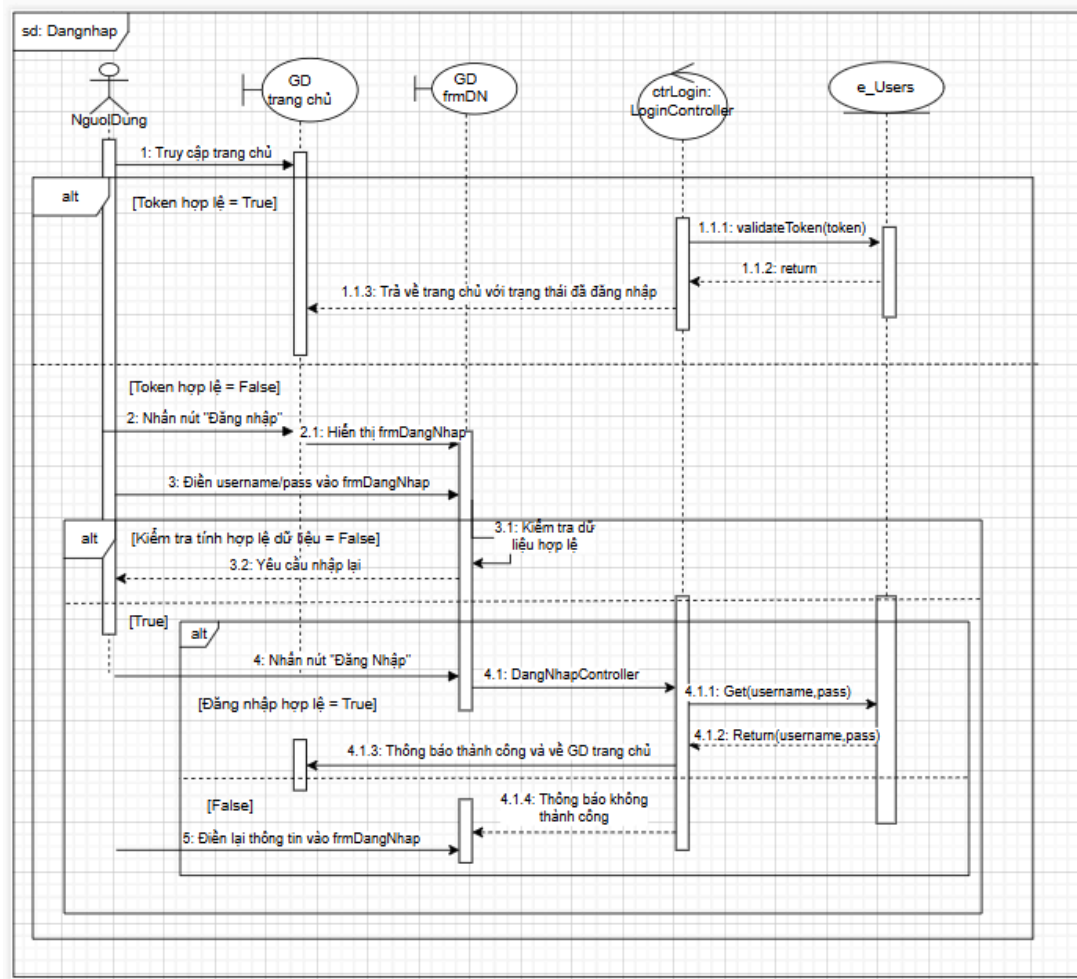 sd: Dangnhap
NguoiDùng
GD
trang chủ
GD
frmDN
ctrLogin:
LoginController
e_Users
1: Truy cập trang chủ
alt
[Token hợp lệ = True]
1.1.1: validateToken(token)
1.1.2: return
1.1.3: Trả về trang chủ với trạng thái đã đăng nhập
[Token hợp lệ = False]
2: Nhấn nút "Đăng nhập"
2.1: Hiển thị frmDangNhap
3: Điền username/pass vào frmDangNhap
alt
[Kiểm tra tính hợp lệ dữ liệu = False]
3.1: Kiểm tra dữ
liệu hợp lệ
3.2: Yêu cầu nhập lại
[True]
alt
4: Nhấn nút "Đăng Nhập"
4.1: DangNhapController
4.1.1: Get(username,pass)
[Đăng nhập hợp lệ = True]
4.1.2: Return(username,pass)
4.1.3: Thông báo thành công và về GD trang chủ
[False]
4.1.4: Thông báo không
thành công
5: Điền lại thông tin vào frmDangNhap